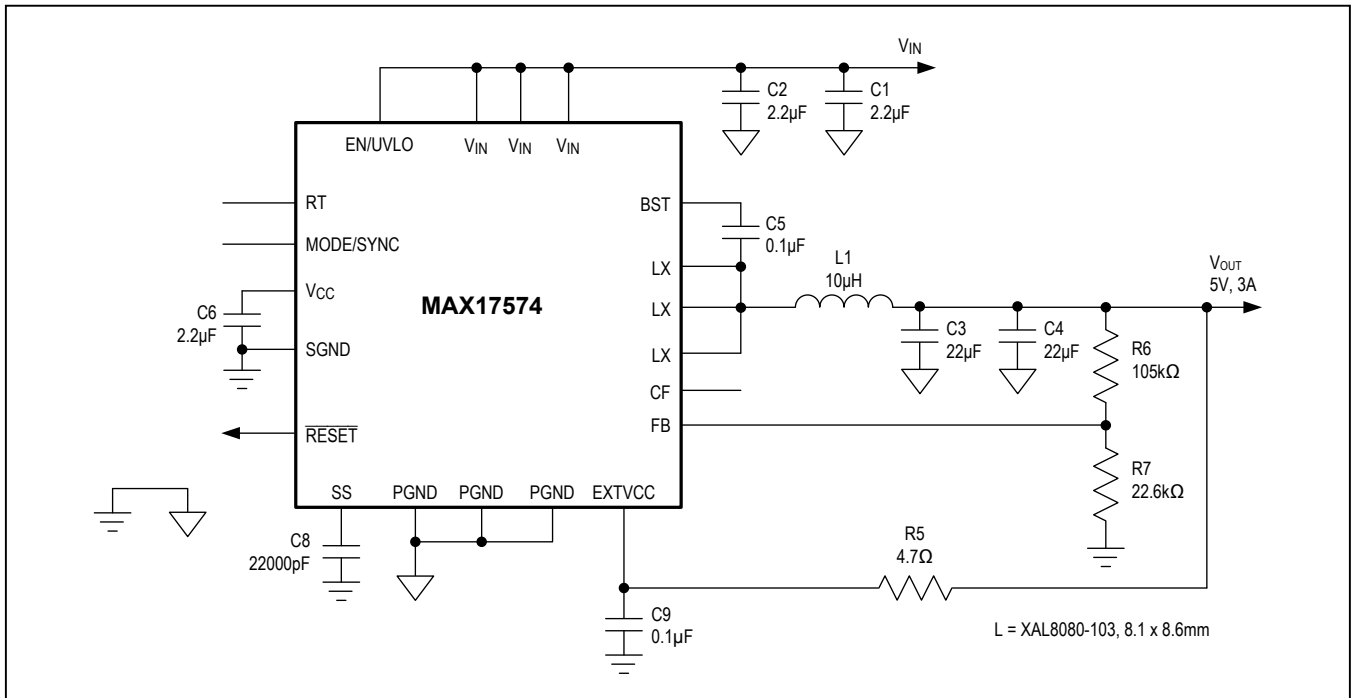 VIN
C2
2.2µF
C1
2.2µF
EN/UVLO
VIN
VIN
VIN
RT
BST
C5
0.1µF
MODE/SYNC
LX
L1
10µH
VOUT
5V, 3A
VCC
MAX17574
LX
C6
2.2µF
C3
22µF
C4
22µF
SGND
LX
R6
105kΩ
CF
FB
RESET
R7
22.6kΩ
SS
PGND
PGND
PGND
EXTVCC
C8
22000pF
R5
4.7Ω
C9
0.1µF
L = XAL8080-103, 8.1 x 8.6mm